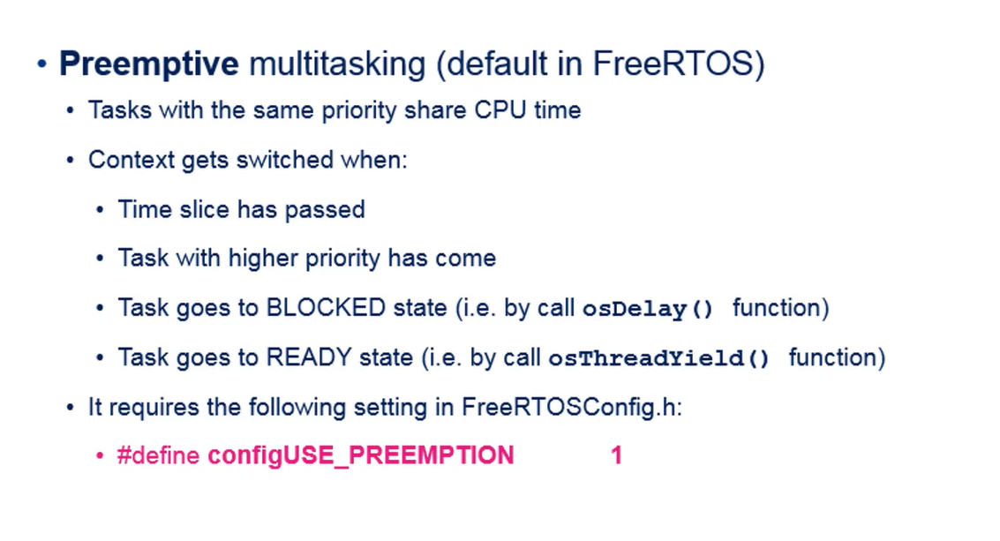 • Preemptive multitasking (default in FreeRTOS)
• Tasks with the same priority share CPU time
• Context gets switched when:
• Time slice has passed
• Task with higher priority has come
• Task goes to BLOCKED state (i.e. by call osDelay() function)
• Task goes to READY state (i.e. by call osThreadYield() function)
• It requires the following setting in FreeRTOSConfig.h:
• #define configUSE_PREEMPTION 1